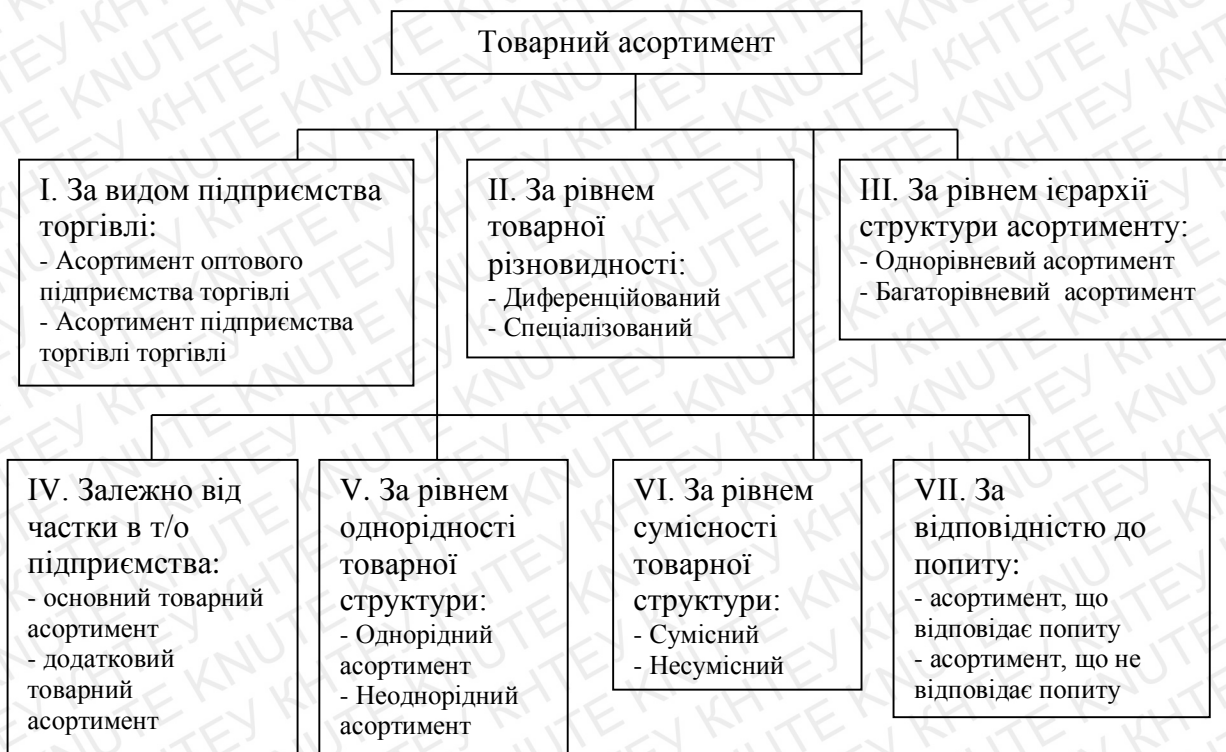 Товарний асортимент
І. За видом підприємства
торгівлі:
- Асортимент оптового
підприємства торгівлі
- Асортимент підприємства
торгівлі торгівлі
ІІ. За рівнем
товарної
різновидності:
- Диференційований
- Спеціалізований
ІІІ. За рівнем ієрархії
структури асортименту:
- Однорівневий асортимент
- Багаторівневий асортимент
IV. Залежно від
частки в т/о
підприємства:
- основний товарний
асортимент
- додатковий
товарний
асортимент
V. За рівнем
однорідності
товарної
структури:
- Однорідний
асортимент
- Неоднорідний
асортимент
VI. За рівнем
сумісності
товарної
структури:
- Сумісний
- Несумісний
VII. За
відповідністю до
попиту:
- асортимент, що
відповідає попиту
- асортимент, що не
відповідає попиту